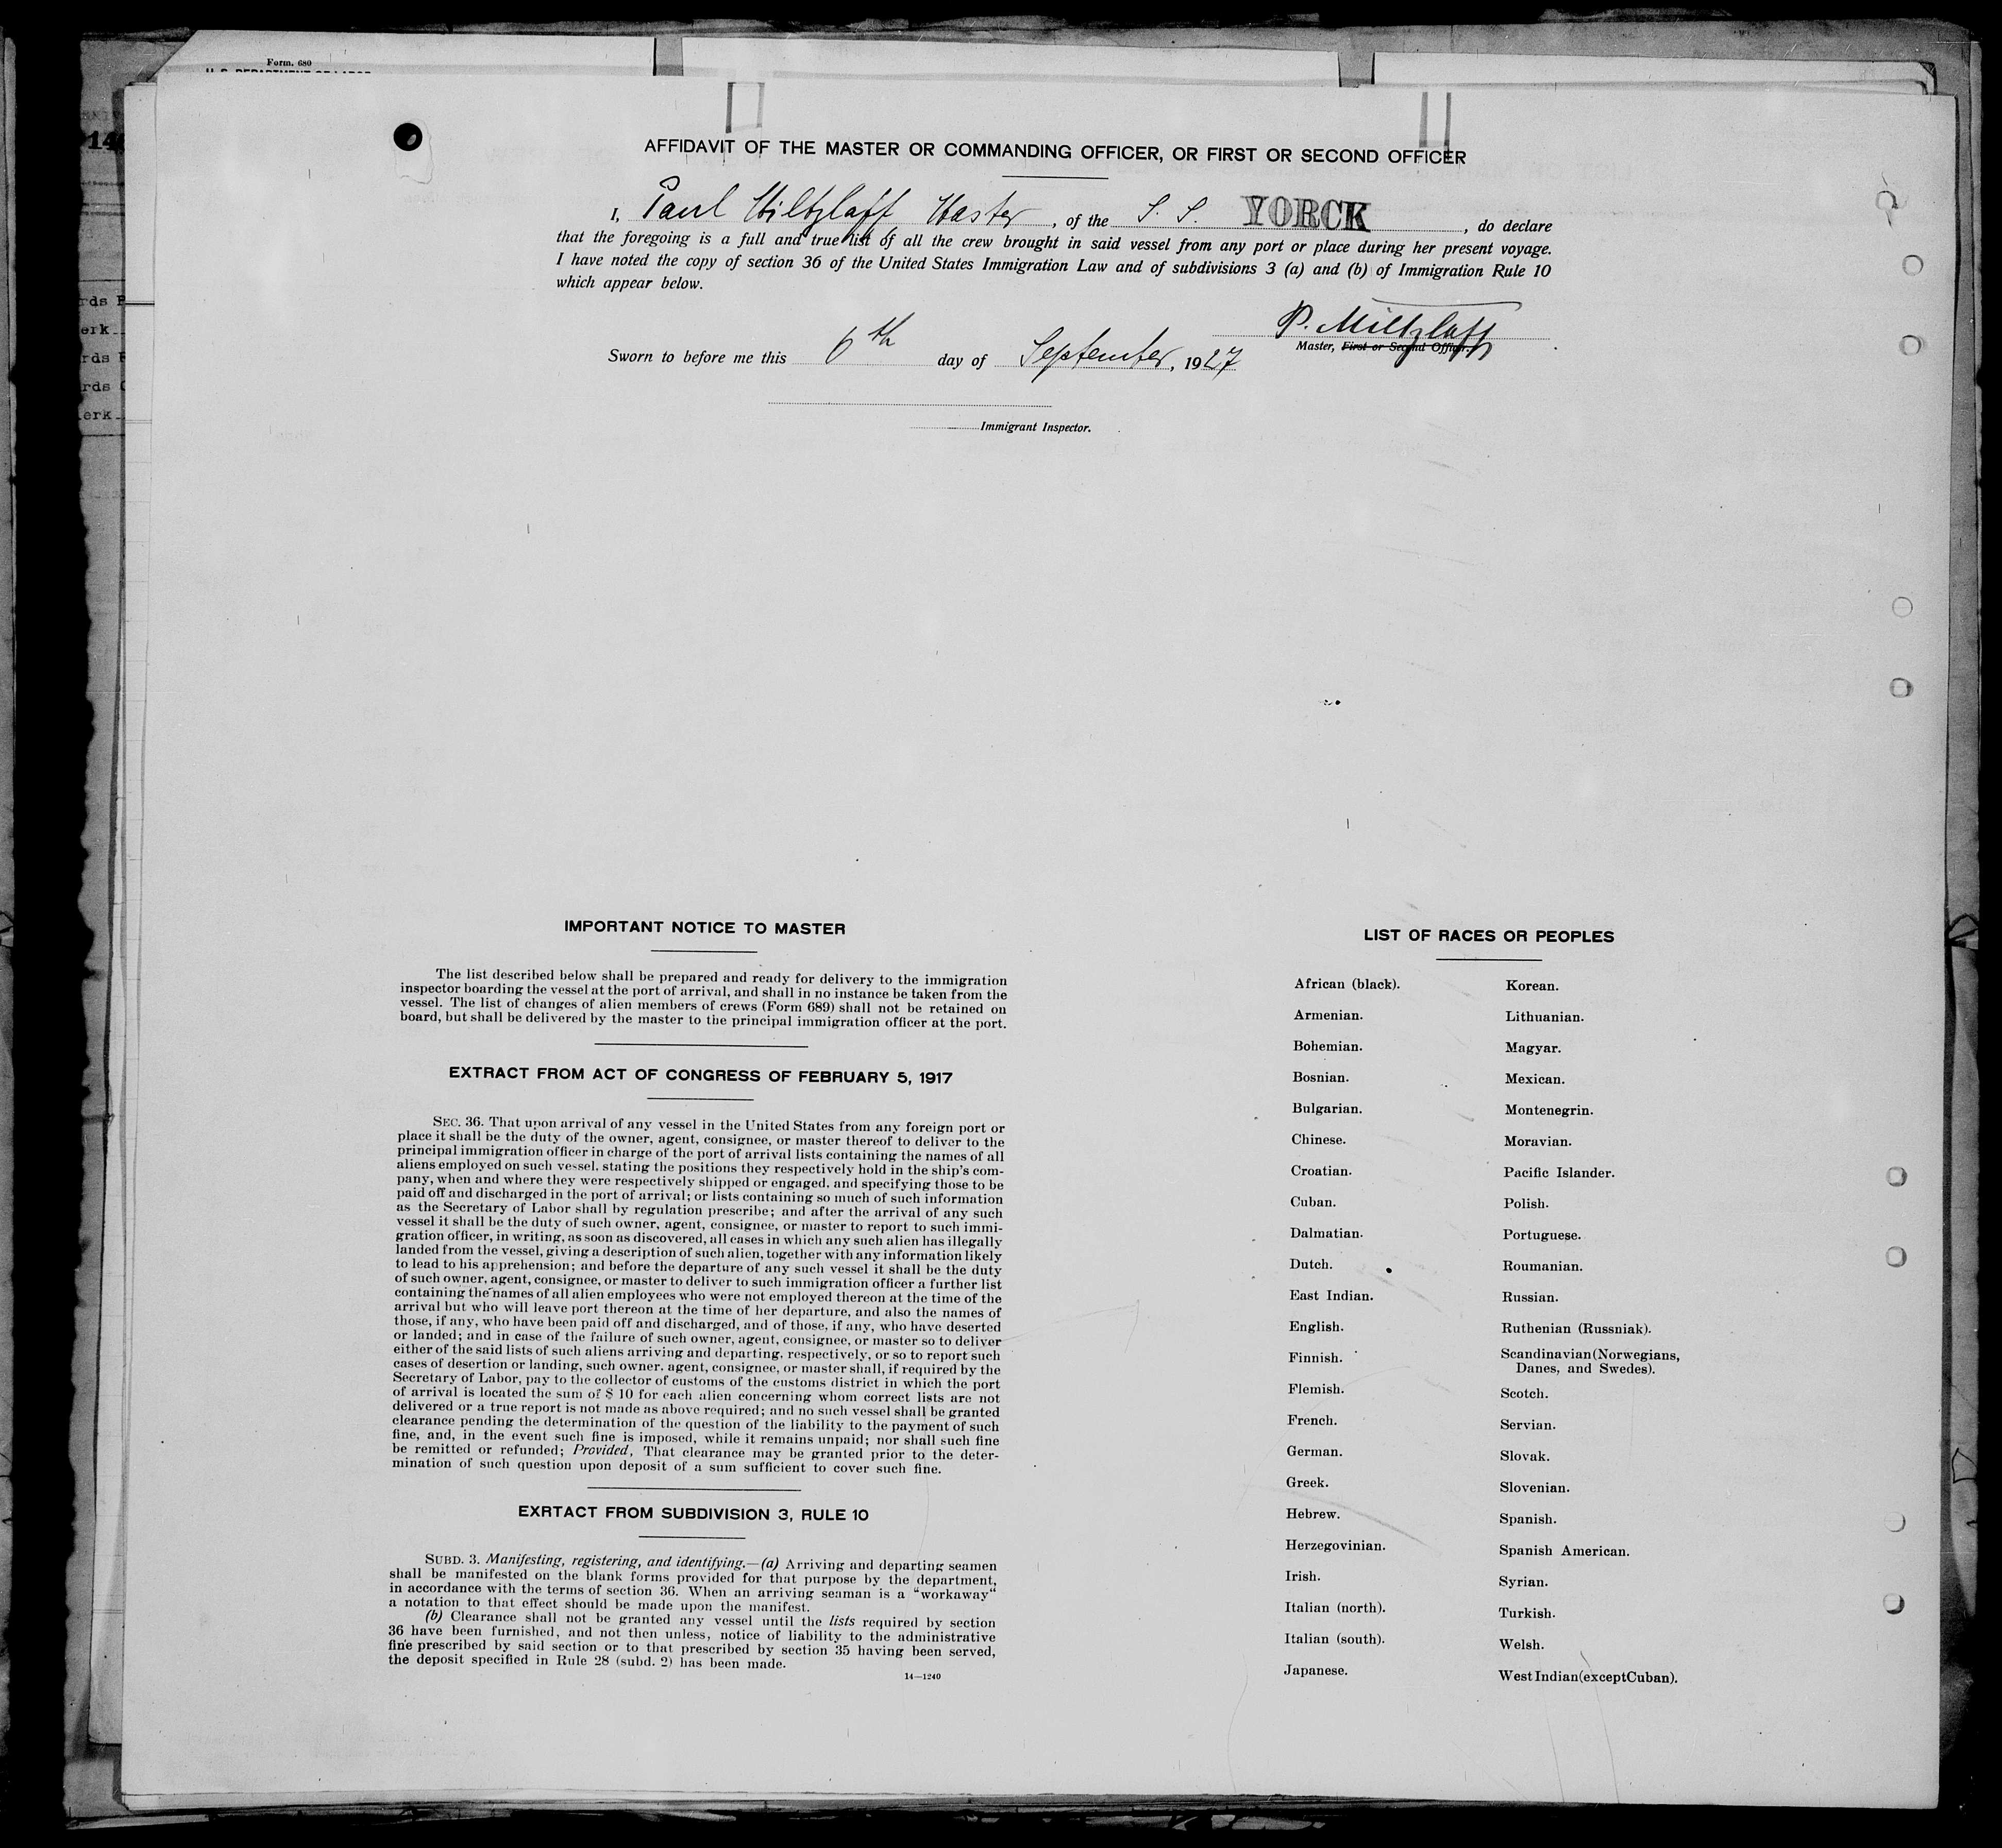 Form. 680
U. S. DEPARTMENT OF LABOR
14
rds
erk
rds
rds
erk
AFFIDAVIT OF THE MASTER OR COMMANDING OFFICER, OR FIRST OR SECOND OFFICER
I, Paul Wiltzlaff Master, of the S. S. YORCK, do declare
that the foregoing is a full and true list of all the crew brought in said vessel from any port or place during her present voyage.
I have noted the copy of section 36 of the United States Immigration Law and of subdivisions 3 (a) and (b) of Immigration Rule 10
which appear below.
P. Wiltzlaff
Master, First or Second Officer.
Sworn to before me this 6th day of September, 1927
Immigrant Inspector.
IMPORTANT NOTICE TO MASTER
The list described below shall be prepared and ready for delivery to the immigration
inspector boarding the vessel at the port of arrival, and shall in no instance be taken from the
vessel. The list of changes of alien members of crews (Form 689) shall not be retained on
board, but shall be delivered by the master to the principal immigration officer at the port.
EXTRACT FROM ACT OF CONGRESS OF FEBRUARY 5, 1917
SEC. 36. That upon arrival of any vessel in the United States from any foreign port or
place it shall be the duty of the owner, agent, consignee, or master thereof to deliver to the
principal immigration officer in charge of the port of arrival lists containing the names of all
aliens employed on such vessel, stating the positions they respectively hold in the ship's com-
pany, when and where they were respectively shipped or engaged, and specifying those to be
paid off and discharged in the port of arrival; or lists containing so much of such information
as the Secretary of Labor shall by regulation prescribe; and after the arrival of any such
vessel it shall be the duty of such owner, agent, consignee, or master to report to such immi-
gration officer, in writing, as soon as discovered, all cases in which any such alien has illegally
landed from the vessel, giving a description of such alien, together with any information likely
to lead to his apprehension; and before the departure of any such vessel it shall be the duty
of such owner, agent, consignee, or master to deliver to such immigration officer a further list
containing the names of all alien employees who were not employed thereon at the time of the
arrival but who will leave port thereon at the time of her departure, and also the names of
those, if any, who have been paid off and discharged, and of those, if any, who have deserted
or landed; and in case of the failure of such owner, agent, consignee, or master so to deliver
either of the said lists of such aliens arriving and departing, respectively, or so to report such
cases of desertion or landing, such owner, agent, consignee, or master shall, if required by the
Secretary of Labor, pay to the collector of customs of the customs district in which the port
of arrival is located the sum of $ 10 for each alien concerning whom correct lists are not
delivered or a true report is not made as above required; and no such vessel shall be granted
clearance pending the determination of the question of the liability to the payment of such
fine, and, in the event such fine is imposed, while it remains unpaid; nor shall such fine
be remitted or refunded; Provided, That clearance may be granted prior to the deter-
mination of such question upon deposit of a sum sufficient to cover such fine.
EXRTACT FROM SUBDIVISION 3, RULE 10
SUBD. 3. Manifesting, registering, and identifying.—(a) Arriving and departing seamen
shall be manifested on the blank forms provided for that purpose by the department,
in accordance with the terms of section 36. When an arriving seaman is a “workaway“
a notation to that effect should be made upon the manifest.
(b) Clearance shall not be granted any vessel until the lists required by section
36 have been furnished, and not then unless, notice of liability to the administrative
fine prescribed by said section or to that prescribed by section 35 having been served,
the deposit specified in Rule 28 (subd. 2) has been made.
14—1240
LIST OF RACES OR PEOPLES
African (black).
Armenian.
Bohemian.
Bosnian.
Bulgarian.
Chinese.
Croatian.
Cuban.
Dalmatian.
Dutch.
East Indian.
English.
Finnish.
Flemish.
French.
German.
Greek.
Hebrew.
Herzegovinian.
Irish.
Italian (north).
Italian (south).
Japanese.
Korean.
Lithuanian.
Magyar.
Mexican.
Montenegrin.
Moravian.
Pacific Islander.
Polish.
Portuguese.
Roumanian.
Russian.
Ruthenian (Russniak).
Scandinavian (Norwegians,
Danes, and Swedes).
Scotch.
Servian.
Slovak.
Slovenian.
Spanish.
Spanish American.
Syrian.
Turkish.
Welsh.
West Indian (except Cuban).